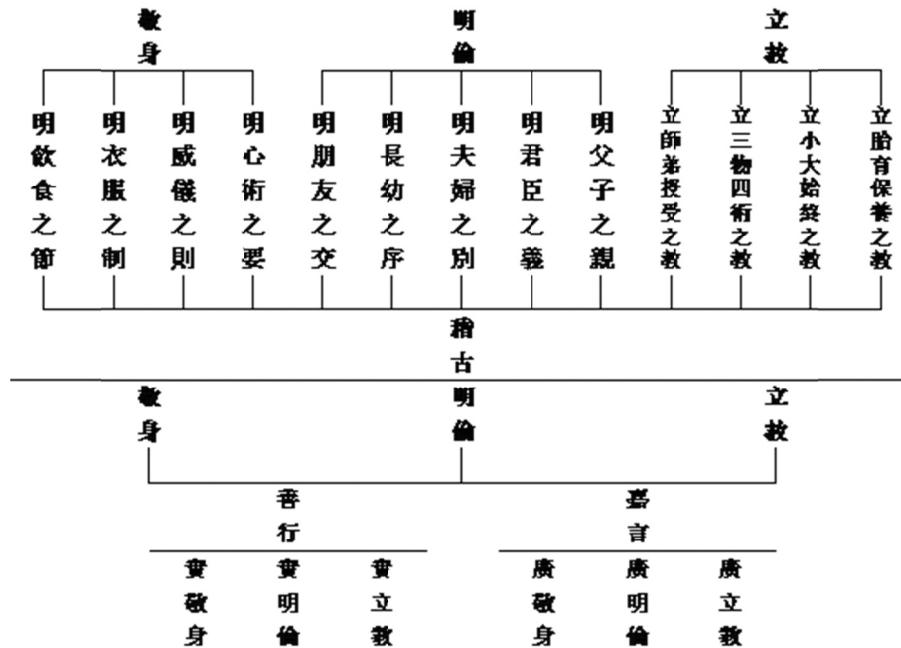 立教
明倫
敬身
立胎育保養之教
立小大始終之教
立三物四術之教
立師弟授受之教
明父子之親
明君臣之義
明夫婦之別
明長幼之序
明朋友之交
明心術之要
明威儀之則
明衣服之制
明飲食之節
稽古
立教
明倫
敬身
嘉言
善行
廣立教
廣明倫
廣敬身
實立教
實明倫
實敬身